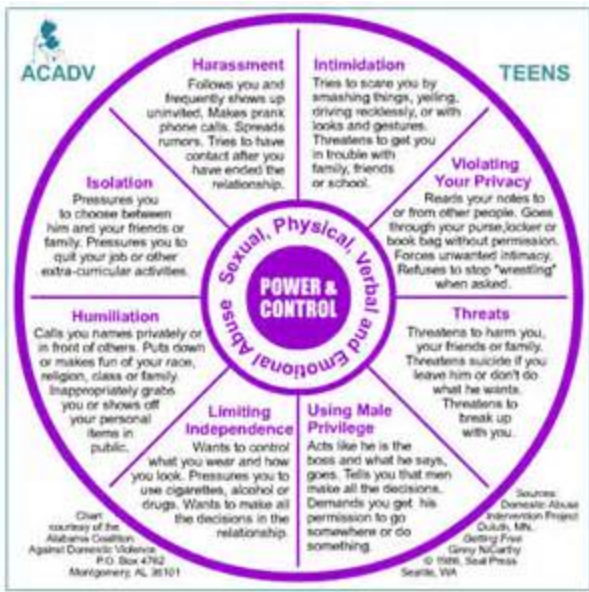 ACADV
TEENS
Harassment
Follows you and
frequently shows up
uninvited. Makes prank
phone calls. Spreads
rumors. Tries to have
contact after you
have ended the
relationship.
Intimidation
Tries to scare you by
smashing things, yelling,
driving recklessly, or with
looks and gestures.
Threatens to get you
in trouble with
family, friends
or school.
Violating
Your Privacy
Reads your notes to
or from other people. Goes
through your purse,locker or
book bag without permission.
Forces unwanted intimacy.
Refuses to stop "wrestling"
when asked.
Threats
Threatens to harm you,
your friends or family.
Threatens suicide if you
leave him or don't do
what he wants.
Threatens to
break up
with you.
Using Male
Privilege
Acts like he is the
boss and what he says,
goes. Tells you that men
make all the decisions.
Demands you get his
permission to go
somewhere or do
something.
Limiting
Independence
Wants to control
what you wear and how
you look. Pressures you to
use cigarettes, alcohol or
drugs. Wants to make all
the decisions in the
relationship.
Humiliation
Calls you names privately or
in front of others. Puts down
or makes fun of your race,
religion, class or family.
Inappropriately grabs
you or shows off
your personal
items in
public.
Isolation
Pressures you
to choose between
him and your friends or
family. Pressures you to
quit your job or other
extra-curricular activities.
Sexual, Physical, Verbal and Emotional Abuse
POWER &
CONTROL
Chart
courtesy of the
Alabama Coalition
Against Domestic Violence
P.O. Box 4762
Montgomery, AL 36101
Sources:
Domestic Abuse
Intervention Project
Duluth, MN.
Getting Free
Ginny NiCarthy
© 1986, Seal Press
Seattle, WA